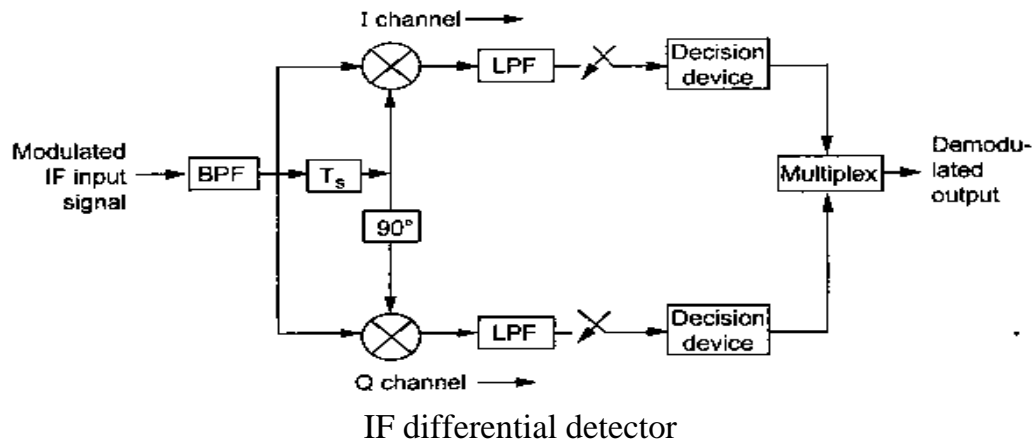 I channel
LPF
Decision
device
Modulated
IF input
signal
BPF
Tₛ
90°
Multiplex
Demodu-
lated
output
LPF
Decision
device
Q channel
IF differential detector